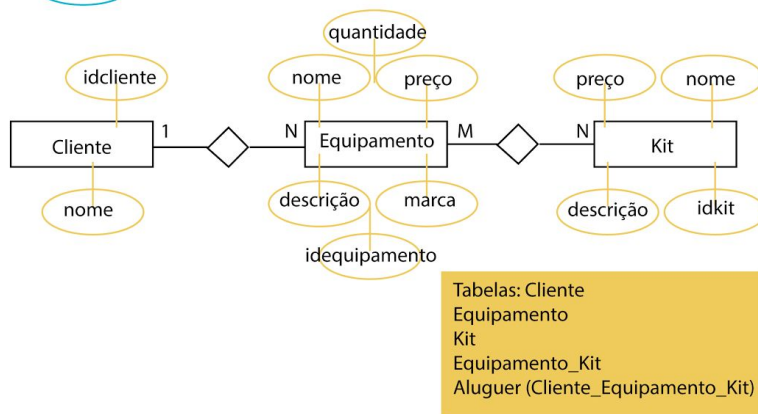 quantidade
idcliente
nome
preço
preço
nome
Cliente
1
N
Equipamento
M
N
Kit
nome
descrição
marca
descrição
idkit
idequipamento
Tabelas: Cliente
Equipamento
Kit
Equipamento_Kit
Aluguer (Cliente_Equipamento_Kit)